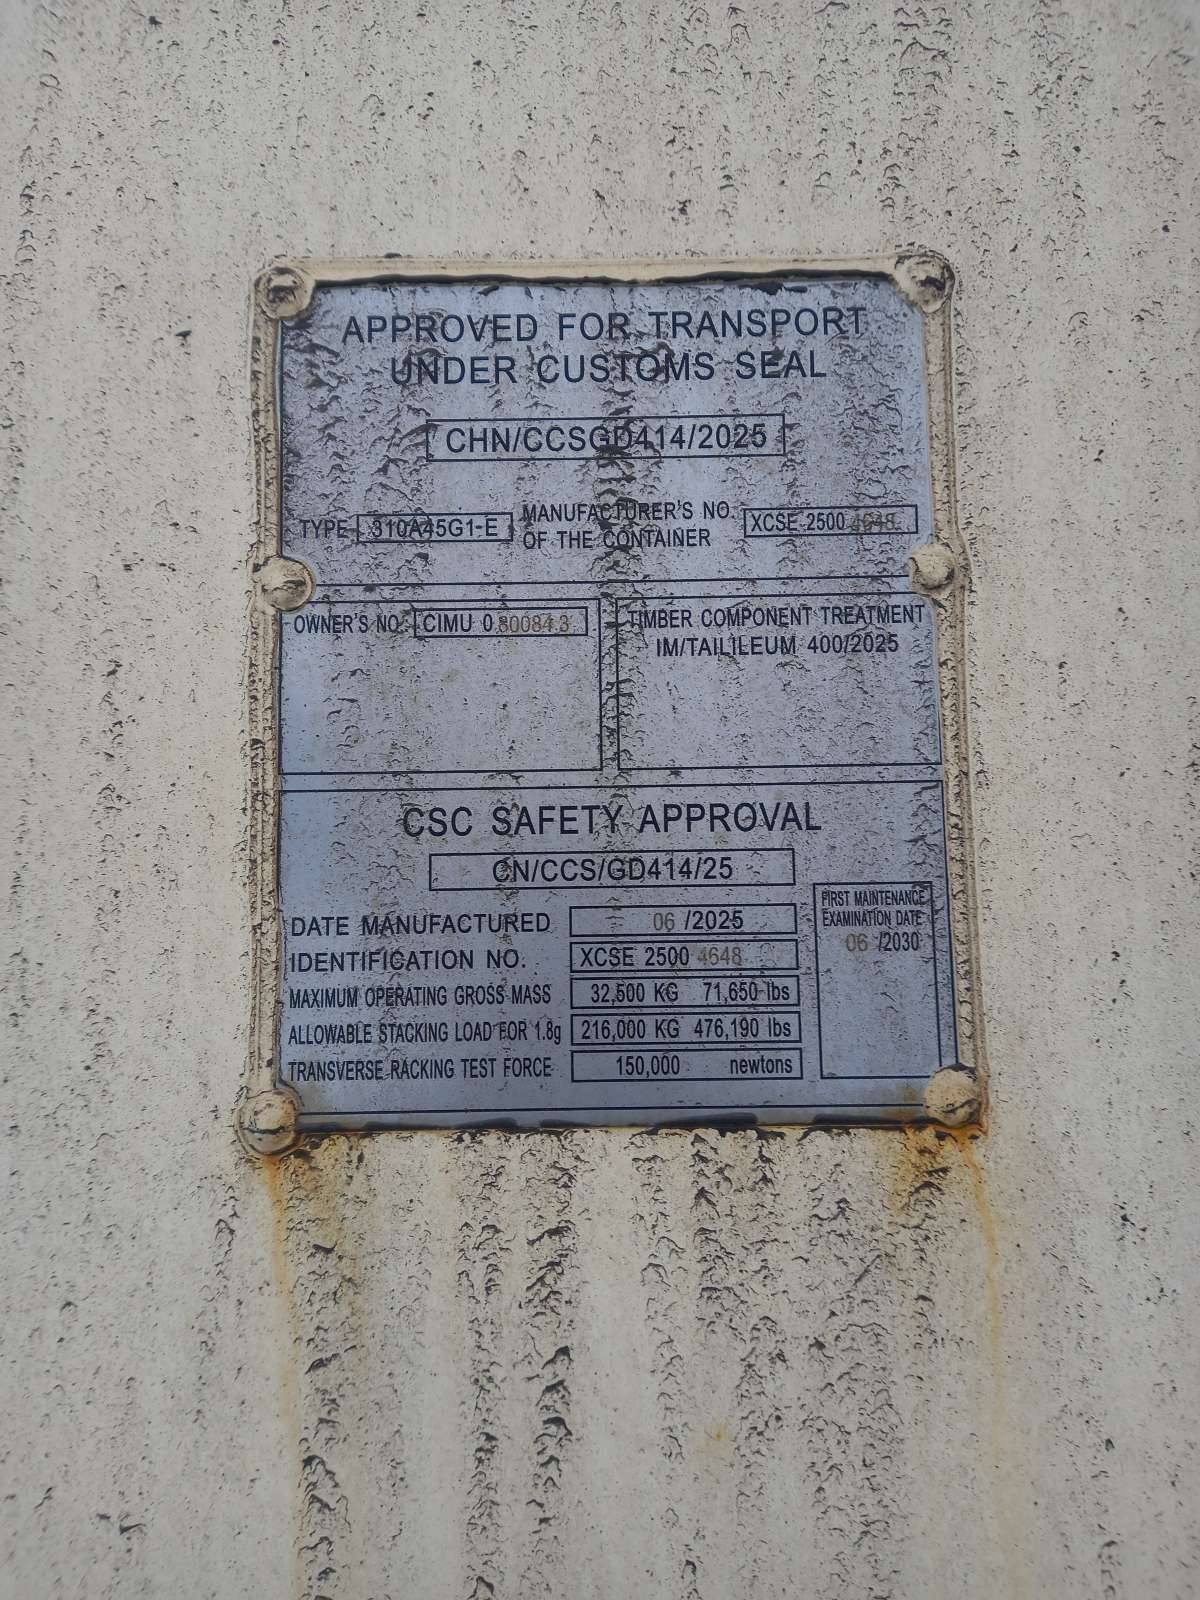 APPROVED FOR TRANSPORT
UNDER CUSTOMS SEAL
CHN/CCSGD414/2025
TYPE 310A45G1-E MANUFACTURER'S NO. OF THE CONTAINER XCSE 2500 4648
OWNER'S NO. CIMU 0 80084 3
TIMBER COMPONENT TREATMENT
IM/TAILILEUM 400/2025
CSC SAFETY APPROVAL
CN/CCS/GD414/25
DATE MANUFACTURED 06 /2025
IDENTIFICATION NO. XCSE 2500 4648
MAXIMUM OPERATING GROSS MASS 32,500 KG 71,650 lbs
ALLOWABLE STACKING LOAD FOR 1.8g 216,000 KG 476,190 lbs
TRANSVERSE RACKING TEST FORCE 150,000 newtons
FIRST MAINTENANCE
EXAMINATION DATE
06 /2030